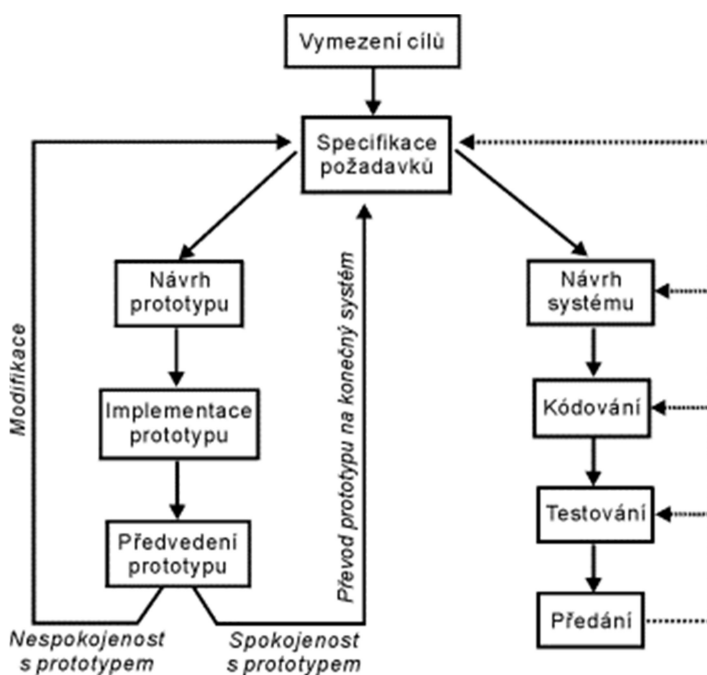 Vymezení cílů
Specifikace
požadavků
Návrh
prototypu
Implementace
prototypu
Předvedení
prototypu
Modifikace
Nespokojenost
s prototypem
Spokojenost
s prototypem
Převod prototypu na konečný systém
Návrh
systému
Kódování
Testování
Předání